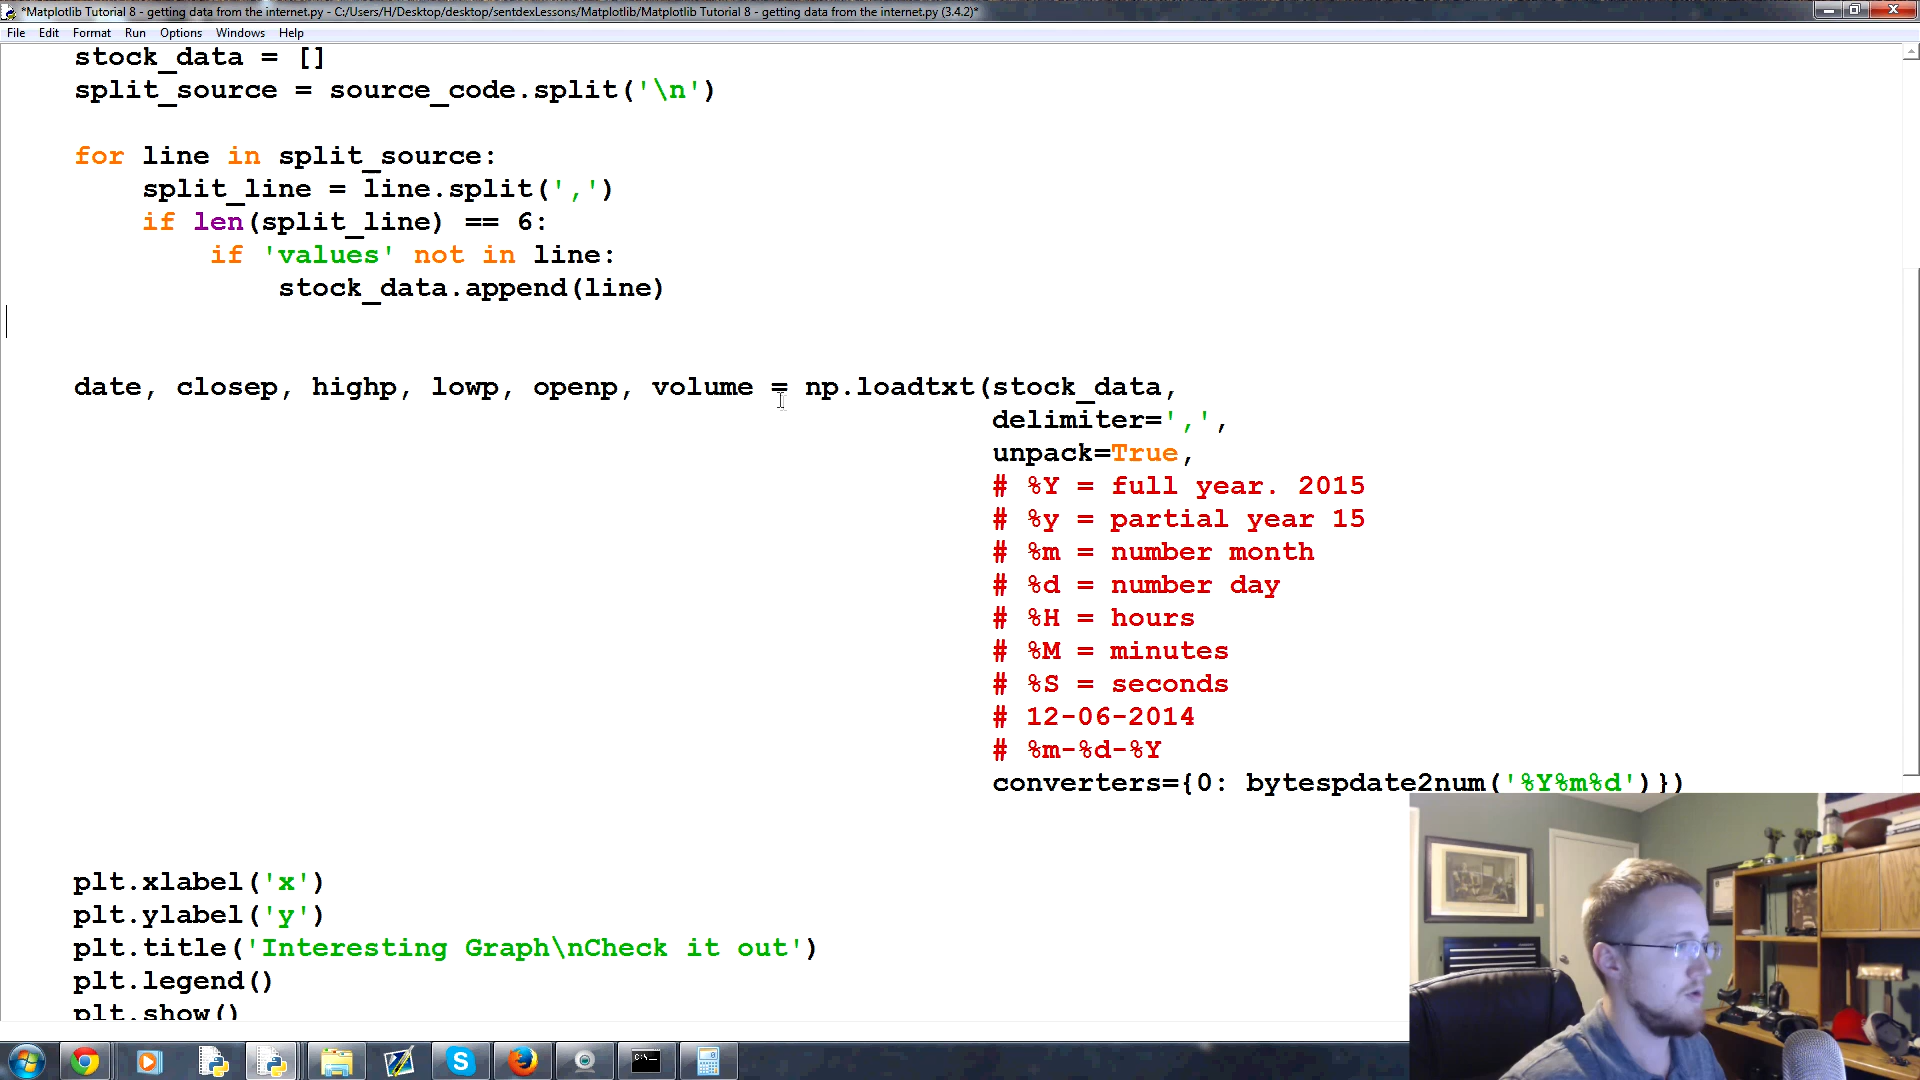 *Matplotlib Tutorial 8 - getting data from the internet.py - C:/Users/H/Desktop/desktop/sentdexLessons/Matplotlib/Matplotlib Tutorial 8 - getting data from the internet.py (3.4.2)*
File Edit Format Run Options Windows Help
stock_data = []
split_source = source_code.split('\n')
for line in split_source:
split_line = line.split(',')
if len(split_line) == 6:
if 'values' not in line:
stock_data.append(line)
date, closep, highp, lowp, openp, volume = np.loadtxt(stock_data,
delimiter=',',
unpack=True,
# %Y = full year. 2015
# %y = partial year 15
# %m = number month
# %d = number day
# %H = hours
# %M = minutes
# %S = seconds
# 12-06-2014
# %m-%d-%Y
converters={0: bytespdate2num('%Y%m%d')})
plt.xlabel('x')
plt.ylabel('y')
plt.title('Interesting Graph\nCheck it out')
plt.legend()
plt.show()